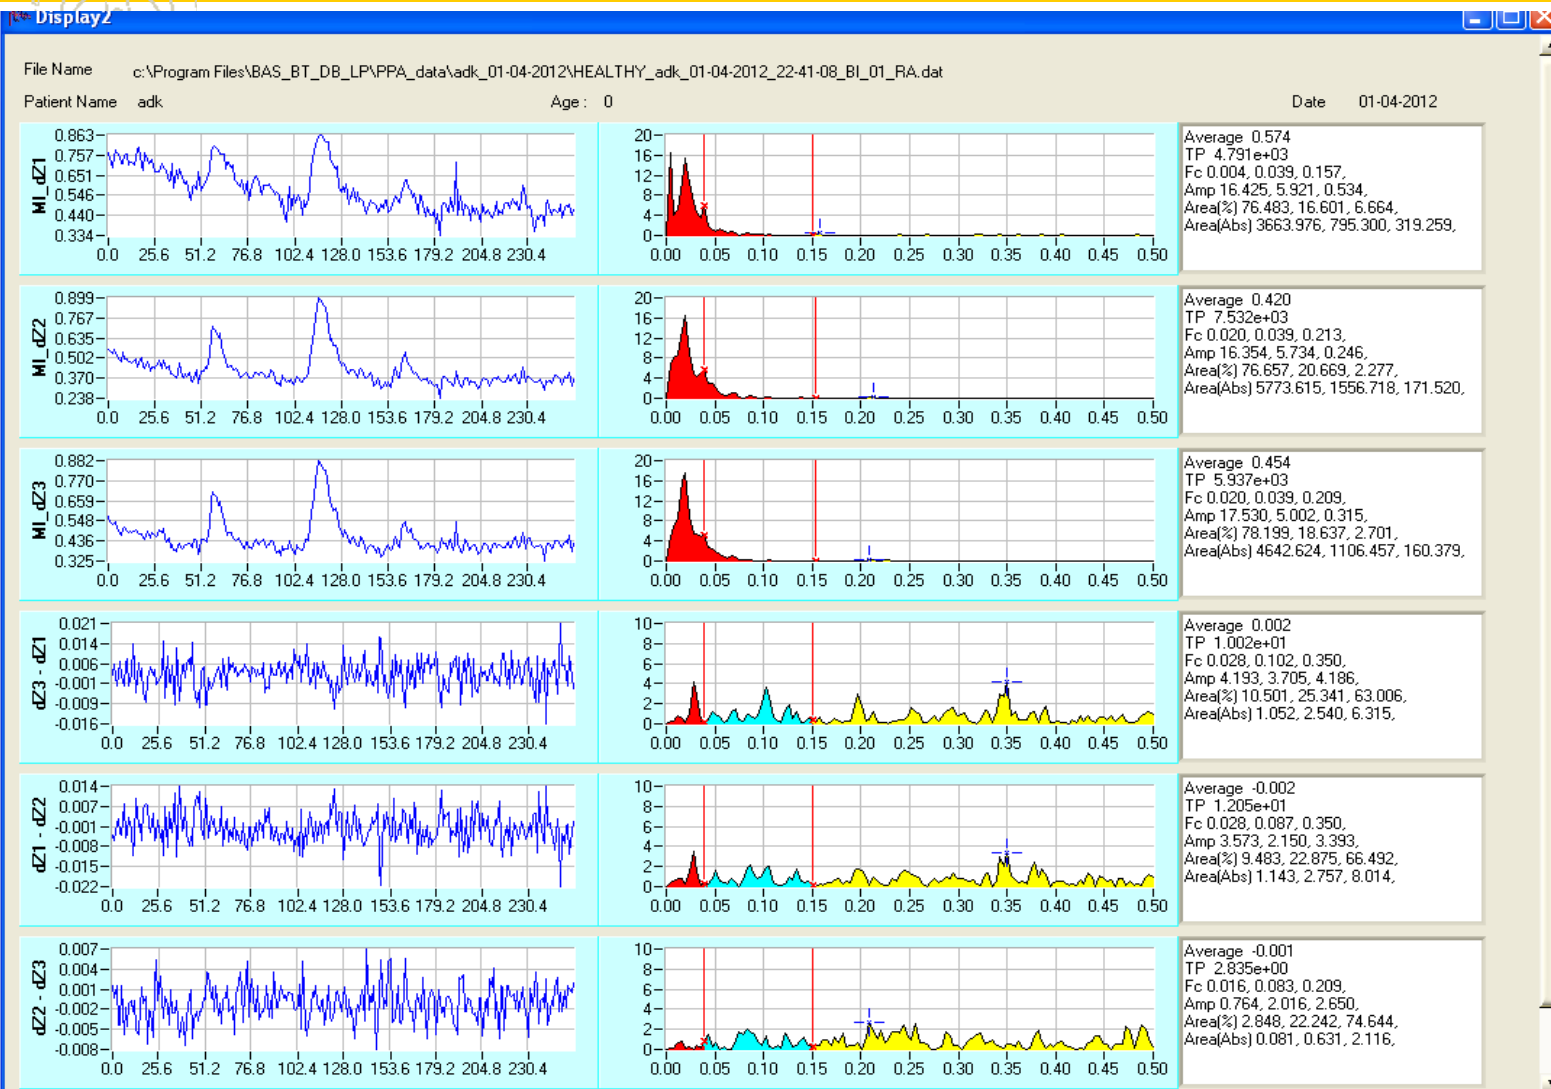 Display2
File Name c:\Program Files\BAS_BT_DB_LP\PPA_data\adk_01-04-2012\HEALTHY_adk_01-04-2012_22-41-08_BI_01_RA.dat
Patient Name adk Age : 0 Date 01-04-2012
MI_dZ1
0.863
0.757
0.651
0.546
0.440
0.334
0.0 25.6 51.2 76.8 102.4 128.0 153.6 179.2 204.8 230.4
20
16
12
8
4
0
0.00 0.05 0.10 0.15 0.20 0.25 0.30 0.35 0.40 0.45 0.50
Average 0.574
TP 4.791e+03
Fc 0.004, 0.039, 0.157,
Amp 16.425, 5.921, 0.534,
Area(%) 76.483, 16.601, 6.664,
Area(Abs) 3663.976, 795.300, 319.259,
MI_dZ2
0.899
0.767
0.635
0.502
0.370
0.238
0.0 25.6 51.2 76.8 102.4 128.0 153.6 179.2 204.8 230.4
20
16
12
8
4
0
0.00 0.05 0.10 0.15 0.20 0.25 0.30 0.35 0.40 0.45 0.50
Average 0.420
TP 7.532e+03
Fc 0.020, 0.039, 0.213,
Amp 16.354, 5.734, 0.246,
Area(%) 76.657, 20.669, 2.277,
Area(Abs) 5773.615, 1556.718, 171.520,
MI_dZ3
0.882
0.770
0.659
0.548
0.436
0.325
0.0 25.6 51.2 76.8 102.4 128.0 153.6 179.2 204.8 230.4
20
16
12
8
4
0
0.00 0.05 0.10 0.15 0.20 0.25 0.30 0.35 0.40 0.45 0.50
Average 0.454
TP 5.937e+03
Fc 0.020, 0.039, 0.209,
Amp 17.530, 5.002, 0.315,
Area(%) 78.199, 18.637, 2.701,
Area(Abs) 4642.624, 1106.457, 160.379,
dZ3 - dZ1
0.021
0.014
0.006
-0.001
-0.009
-0.016
0.0 25.6 51.2 76.8 102.4 128.0 153.6 179.2 204.8 230.4
10
8
6
4
2
0
0.00 0.05 0.10 0.15 0.20 0.25 0.30 0.35 0.40 0.45 0.50
Average 0.002
TP 1.002e+01
Fc 0.028, 0.102, 0.350,
Amp 4.193, 3.705, 4.186,
Area(%) 10.501, 25.341, 63.006,
Area(Abs) 1.052, 2.540, 6.315,
dZ1 - dZ2
0.014
0.007
-0.001
-0.008
-0.015
-0.022
0.0 25.6 51.2 76.8 102.4 128.0 153.6 179.2 204.8 230.4
10
8
6
4
2
0
0.00 0.05 0.10 0.15 0.20 0.25 0.30 0.35 0.40 0.45 0.50
Average -0.002
TP 1.205e+01
Fc 0.028, 0.087, 0.350,
Amp 3.573, 2.150, 3.393,
Area(%) 9.483, 22.875, 66.492,
Area(Abs) 1.143, 2.757, 8.014,
dZ2 - dZ3
0.007
0.004
0.001
-0.002
-0.005
-0.008
0.0 25.6 51.2 76.8 102.4 128.0 153.6 179.2 204.8 230.4
10
8
6
4
2
0
0.00 0.05 0.10 0.15 0.20 0.25 0.30 0.35 0.40 0.45 0.50
Average -0.001
TP 2.835e+00
Fc 0.016, 0.083, 0.209,
Amp 0.764, 2.016, 2.650,
Area(%) 2.848, 22.242, 74.644,
Area(Abs) 0.081, 0.631, 2.116,